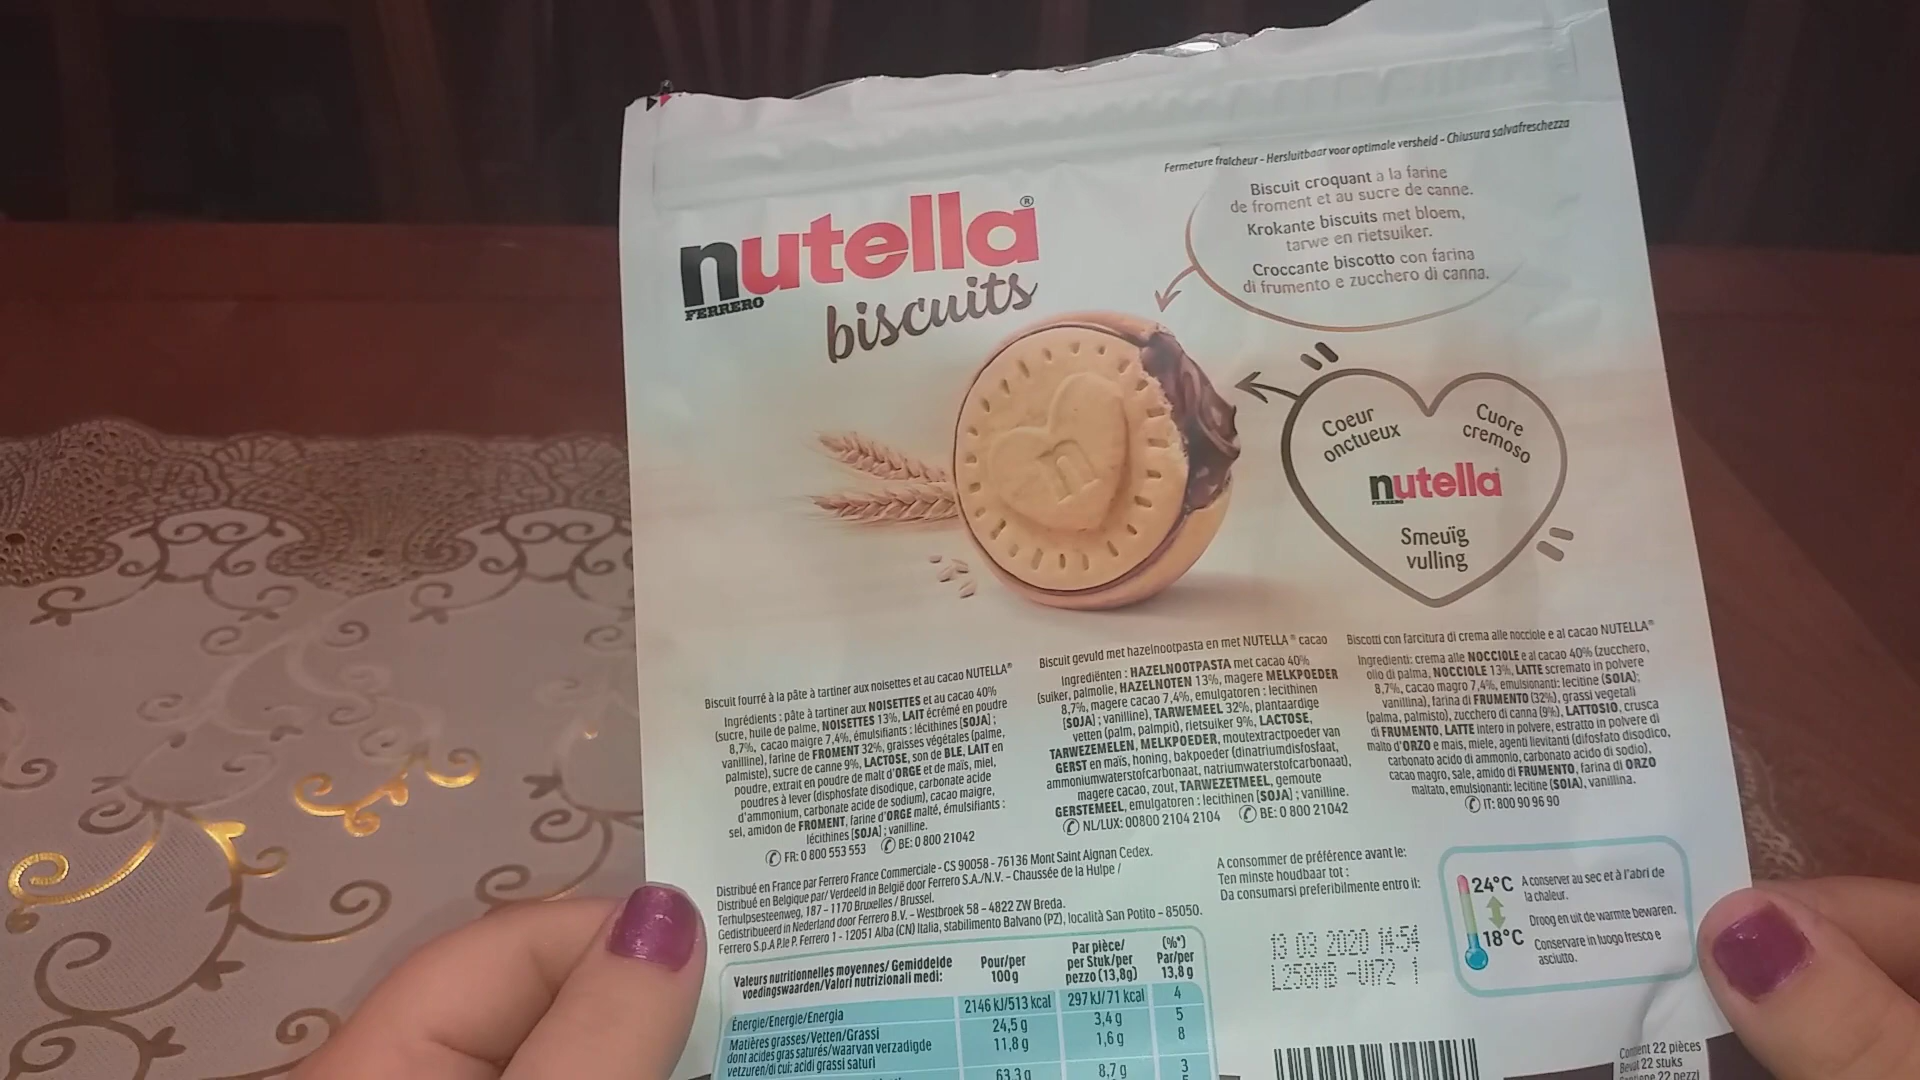 Fermeture fraîcheur - Hersluitbaar voor optimale versheid - Chiusura salvafreschezza
nutella®
FERRERO
biscuits
Biscuit croquant à la farine
de froment et au sucre de canne.
Krokante biscuits met bloem,
tarwe en rietsuiker.
Croccante biscotto con farina
di frumento e zucchero di canna.
n
Coeur
onctueux
Cuore
cremoso
nutella
FERRERO
Smeuïg
vulling
Biscuit fourré à la pâte à tartiner aux noisettes et au cacao NUTELLA®
Ingrédients : pâte à tartiner aux NOISETTES et au cacao 40%
(sucre, huile de palme, NOISETTES 13%, LAIT écrémé en poudre
8,7%, cacao maigre 7,4%, émulsifiants : lécithines [SOJA] ;
vanilline), farine de FROMENT 32%, graisses végétales (palme,
palmiste), sucre de canne 9%, LACTOSE, son de BLE, LAIT en
poudre, extrait en poudre de malt d'ORGE et de maïs, miel,
poudres à lever (disphosfate disodique, carbonate acide
d'ammonium, carbonate acide de sodium), cacao maigre,
sel, amidon de FROMENT, farine d'ORGE malté, émulsifiants :
lécithines [SOJA] ; vanilline.
FR: 0 800 553 553 BE: 0 800 21042
Biscuit gevuld met hazelnootpasta en met NUTELLA® cacao
Ingrediënten : HAZELNOOTPASTA met cacao 40%
(suiker, palmolie, HAZELNOTEN 13%, magere MELKPOEDER
8,7%, magere cacao 7,4%, emulgatoren : lecithinen
[SOJA] ; vanilline), TARWEMEEL 32%, plantaardige
vetten (palm, palmpit), rietsuiker 9%, LACTOSE,
TARWEZEMELEN, MELKPOEDER, moutextractpoeder van
GERST en maïs, honing, bakpoeder (dinatriumdisfosfaat,
ammoniumwaterstofcarbonaat, natriumwaterstofcarbonaat),
magere cacao, zout, TARWEZETMEEL, gemoute
GERSTEMEEL, emulgatoren : lecithinen [SOJA] ; vanilline.
NL/LUX: 00800 2104 2104 BE: 0 800 21042
Biscotti con farcitura di crema alle nocciole e al cacao NUTELLA®
Ingredienti: crema alle NOCCIOLE e al cacao 40% (zucchero,
olio di palma, NOCCIOLE 13%, LATTE scremato in polvere
8,7%, cacao magro 7,4%, emulsionanti: lecitine (SOIA);
vanillina), farina di FRUMENTO (32%), grassi vegetali
(palma, palmisto), zucchero di canna (9%), LATTOSIO, crusca
di FRUMENTO, LATTE intero in polvere, estratto in polvere di
malto d'ORZO e mais, miele, agenti lievitanti (difosfato disodico,
carbonato acido di ammonio, carbonato acido di sodio),
cacao magro, sale, amido di FRUMENTO, farina di ORZO
maltato, emulsionanti: lecitine (SOIA), vanillina.
IT: 800 90 96 90
Distribué en France par Ferrero France Commerciale - CS 90058 - 76136 Mont Saint Aignan Cedex.
Distribué en Belgique par/ Verdeeld in België door Ferrero S.A./N.V. - Chaussée de la Hulpe /
Terhulpsesteenweg, 187 - 1170 Bruxelles / Brussel.
Gedistribueerd in Nederland door Ferrero B.V. - Westbroek 58 - 4822 ZW Breda.
Ferrero S.p.A P.le P. Ferrero 1 - 12051 Alba (CN) Italia, stabilimento Balvano (PZ), località San Potito - 85050.
A consommer de préférence avant le:
Ten minste houdbaar tot :
Da consumarsi preferibilmente entro il:
13 03 2020 14:54
L258MB -U172 1
24°C
18°C
A conserver au sec et à l'abri de
la chaleur.
Droog en uit de warmte bewaren.
Conservare in luogo fresco e
asciutto.
Valeurs nutritionnelles moyennes/ Gemiddelde
voedingswaarden/Valori nutrizionali medi:
Pour/per
100 g
Par pièce/
per Stuk/per
pezzo (13,8g)
(%*)
Par/per
13,8 g
Énergie/Energie/Energia 2146 kJ/513 kcal 297 kJ/71 kcal 4
Matières grasses/Vetten/Grassi 24,5 g 3,4 g 5
dont acides gras saturés/waarvan verzadigde 11,8 g 1,6 g 8
vetzuren/di cui: acidi grassi saturi
63,3 g 8,7 g 3
Contient 22 pièces
Bevat 22 stuks
Contiene 22 pezzi